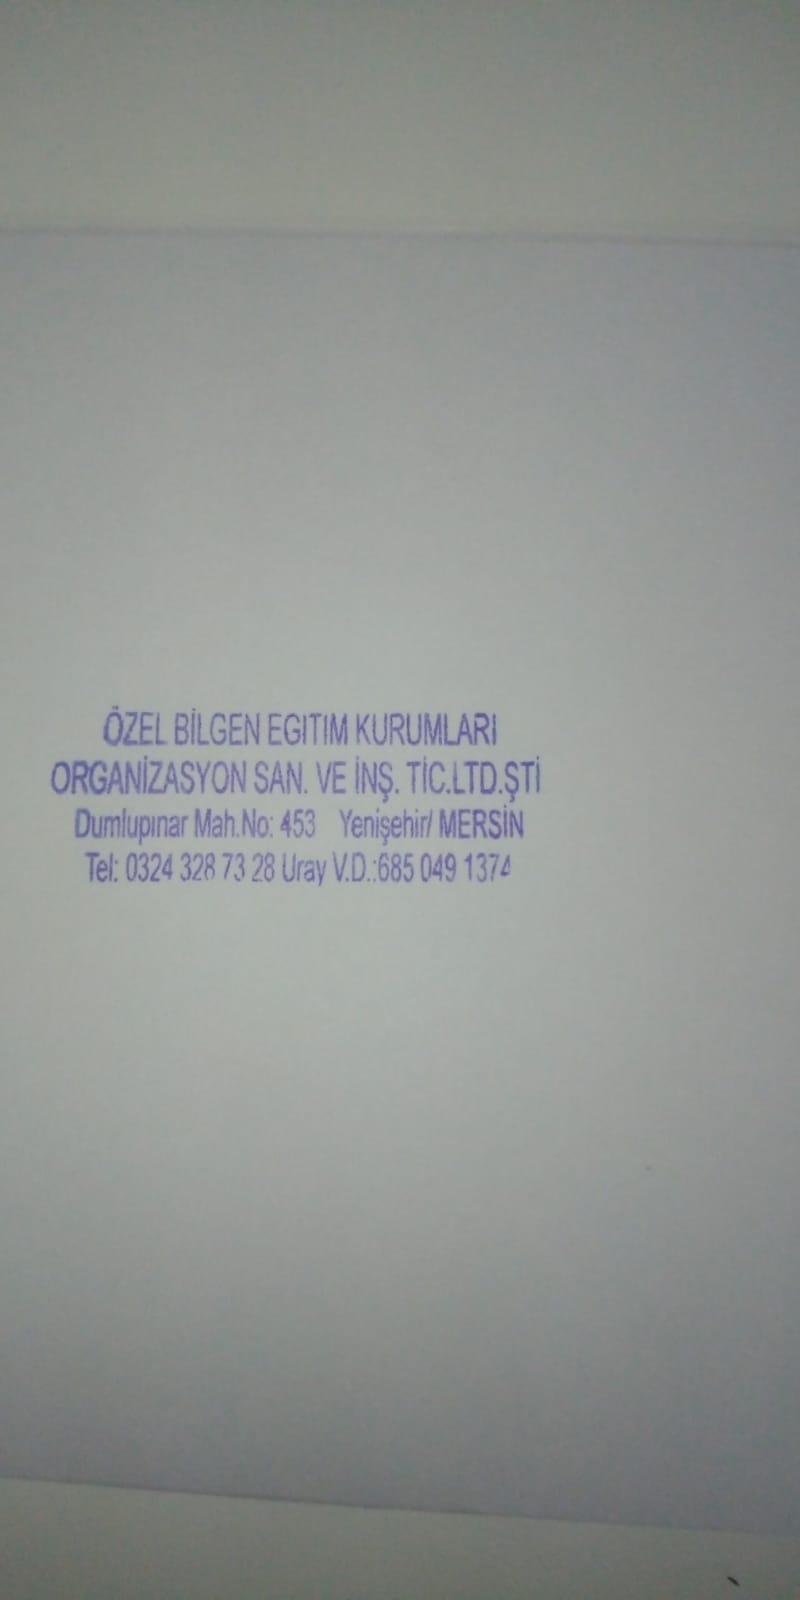 ÖZEL BİLGEN EGITIM KURUMLARI
ORGANİZASYON SAN. VE İNŞ. TİC.LTD.ŞTİ
Dumlupınar Mah.No: 453 Yenişehir/ MERSİN
Tel: 0324 328 73 28 Uray V.D.:685 049 1374